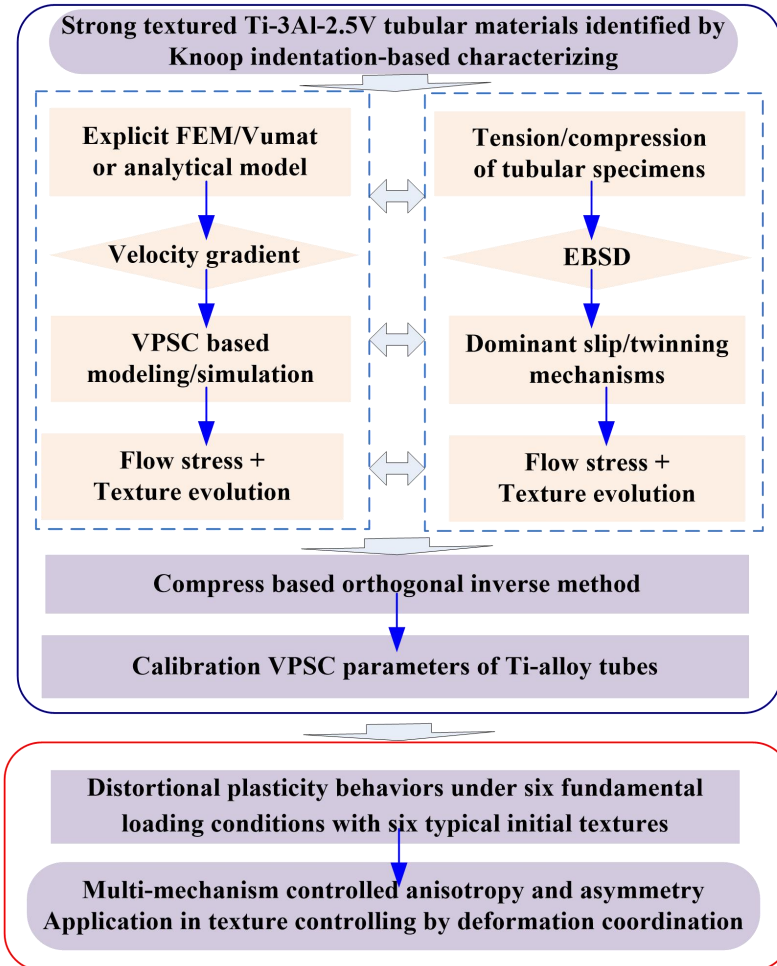 Strong textured Ti-3Al-2.5V tubular materials identified by
Knoop indentation-based characterizing
Explicit FEM/Vumat
or analytical model
Velocity gradient
VPSC based
modeling/simulation
Flow stress +
Texture evolution
Tension/compression
of tubular specimens
EBSD
Dominant slip/twinning
mechanisms
Flow stress +
Texture evolution
Compress based orthogonal inverse method
Calibration VPSC parameters of Ti-alloy tubes
Distortional plasticity behaviors under six fundamental
loading conditions with six typical initial textures
Multi-mechanism controlled anisotropy and asymmetry
Application in texture controlling by deformation coordination